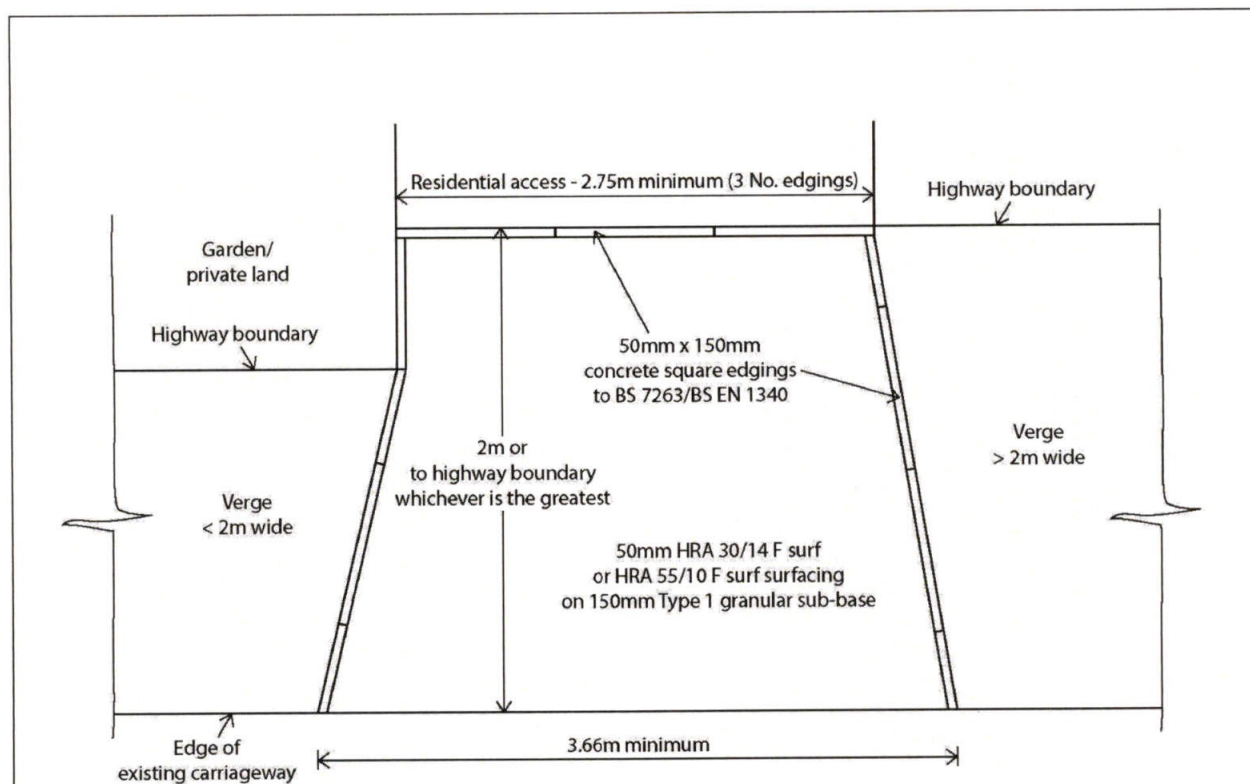 Residential access - 2.75m minimum (3 No. edgings)
Highway boundary
Garden/
private land
Highway boundary
50mm x 150mm
concrete square edgings
to BS 7263/BS EN 1340
2m or
to highway boundary
whichever is the greatest
Verge
> 2m wide
Verge
< 2m wide
50mm HRA 30/14 F surf
or HRA 55/10 F surf surfacing
on 150mm Type 1 granular sub-base
Edge of
existing carriageway
3.66m minimum